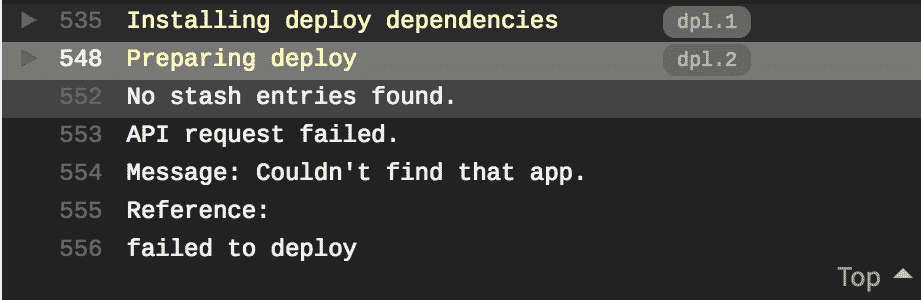 535 Installing deploy dependencies dpl.1
548 Preparing deploy dpl.2
552 No stash entries found.
553 API request failed.
554 Message: Couldn't find that app.
555 Reference:
556 failed to deploy
Top